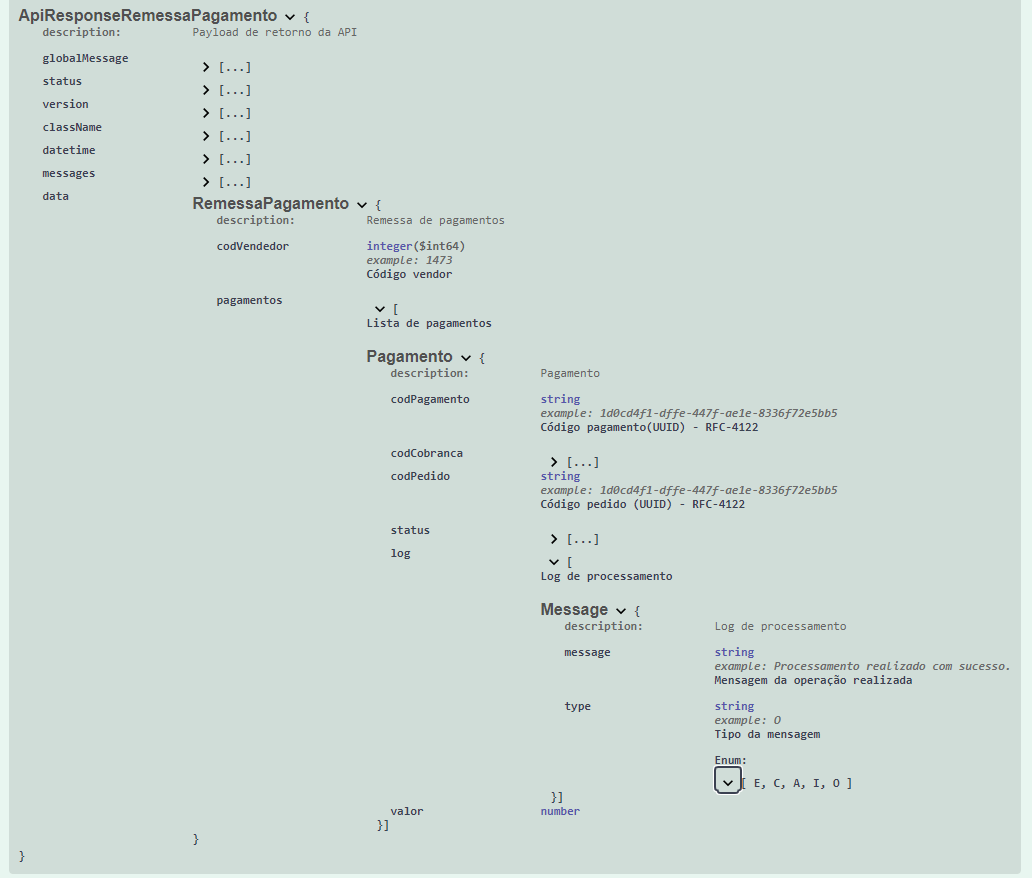 ApiResponseRemessaPagamento {
description: Payload de retorno da API
globalMessage [...]
status [...]
version [...]
className [...]
datetime [...]
messages [...]
data
RemessaPagamento {
description: Remessa de pagamentos
codVendedor integer($int64)
example: 1473
Código vendor
pagamentos [
Lista de pagamentos
Pagamento {
description: Pagamento
codPagamento string
example: 1d0cd4f1-dffe-447f-ae1e-8336f72e5bb5
Código pagamento(UUID) - RFC-4122
codCobranca [...]
codPedido string
example: 1d0cd4f1-dffe-447f-ae1e-8336f72e5bb5
Código pedido (UUID) - RFC-4122
status [...]
log [
Log de processamento
Message {
description: Log de processamento
message string
example: Processamento realizado com sucesso.
Mensagem da operação realizada
type string
example: O
Tipo da mensagem
Enum:
[ E, C, A, I, O ]
}]
valor number
}]
}
}